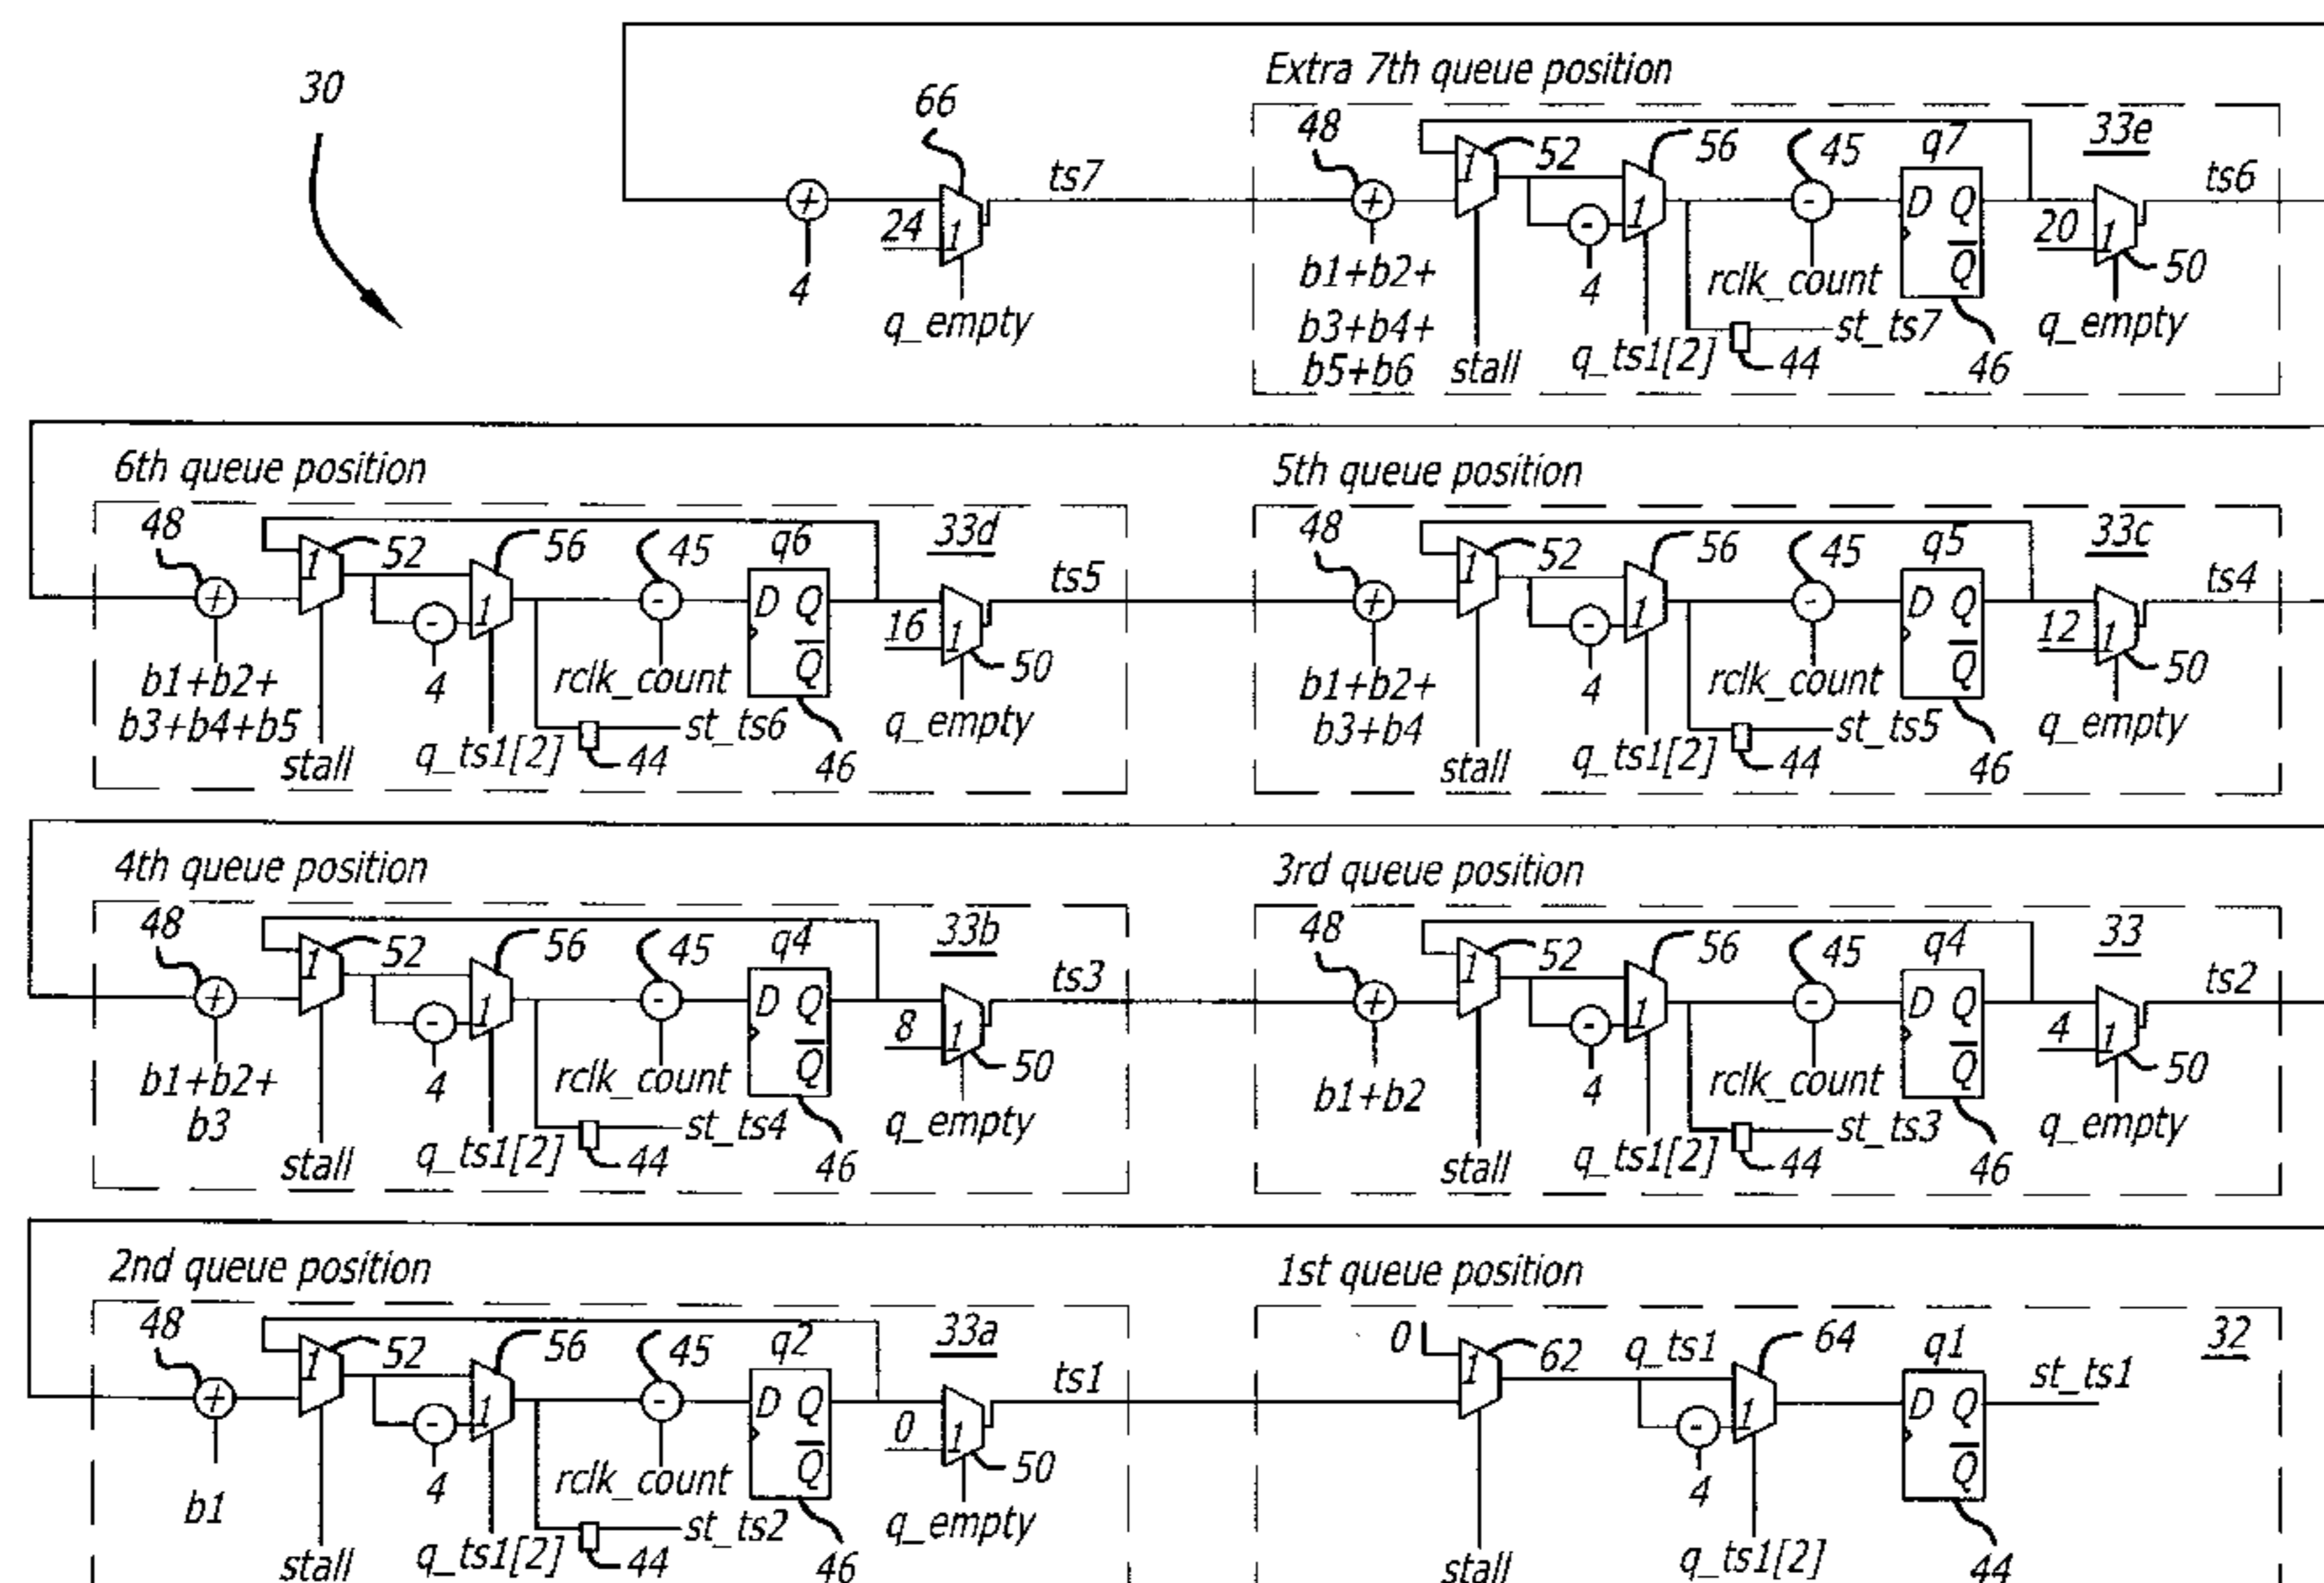 30
66
ts7
24
4
q_empty
Extra 7th queue position
48
52
56
45
q7
33e
ts6
1
1
D Q
Q
20
1
50
b1+b2+
b3+b4+
b5+b6
stall
4
q_ts1[2]
rclk_count
st_ts7
44
46
q_empty
6th queue position
48
52
56
45
q6
33d
ts5
1
1
D Q
Q
16
1
50
b1+b2+
b3+b4+b5
stall
4
q_ts1[2]
rclk_count
st_ts6
44
46
q_empty
5th queue position
48
52
56
45
q5
33c
ts4
1
1
D Q
Q
12
1
50
b1+b2+
b3+b4
stall
4
q_ts1[2]
rclk_count
st_ts5
44
46
q_empty
4th queue position
48
52
56
45
q4
33b
ts3
1
1
D Q
Q
8
1
50
b1+b2+
b3
stall
4
q_ts1[2]
rclk_count
st_ts4
44
46
q_empty
3rd queue position
48
52
56
45
q4
33
ts2
1
1
D Q
Q
4
1
50
b1+b2
stall
4
q_ts1[2]
rclk_count
st_ts3
44
46
q_empty
2nd queue position
48
52
56
45
q2
33a
ts1
1
1
D Q
Q
0
1
50
b1
stall
4
q_ts1[2]
rclk_count
st_ts2
44
46
q_empty
1st queue position
0
1
62
q_ts1
64
1
q1
32
D Q
Q
st_ts1
4
stall
q_ts1[2]
44